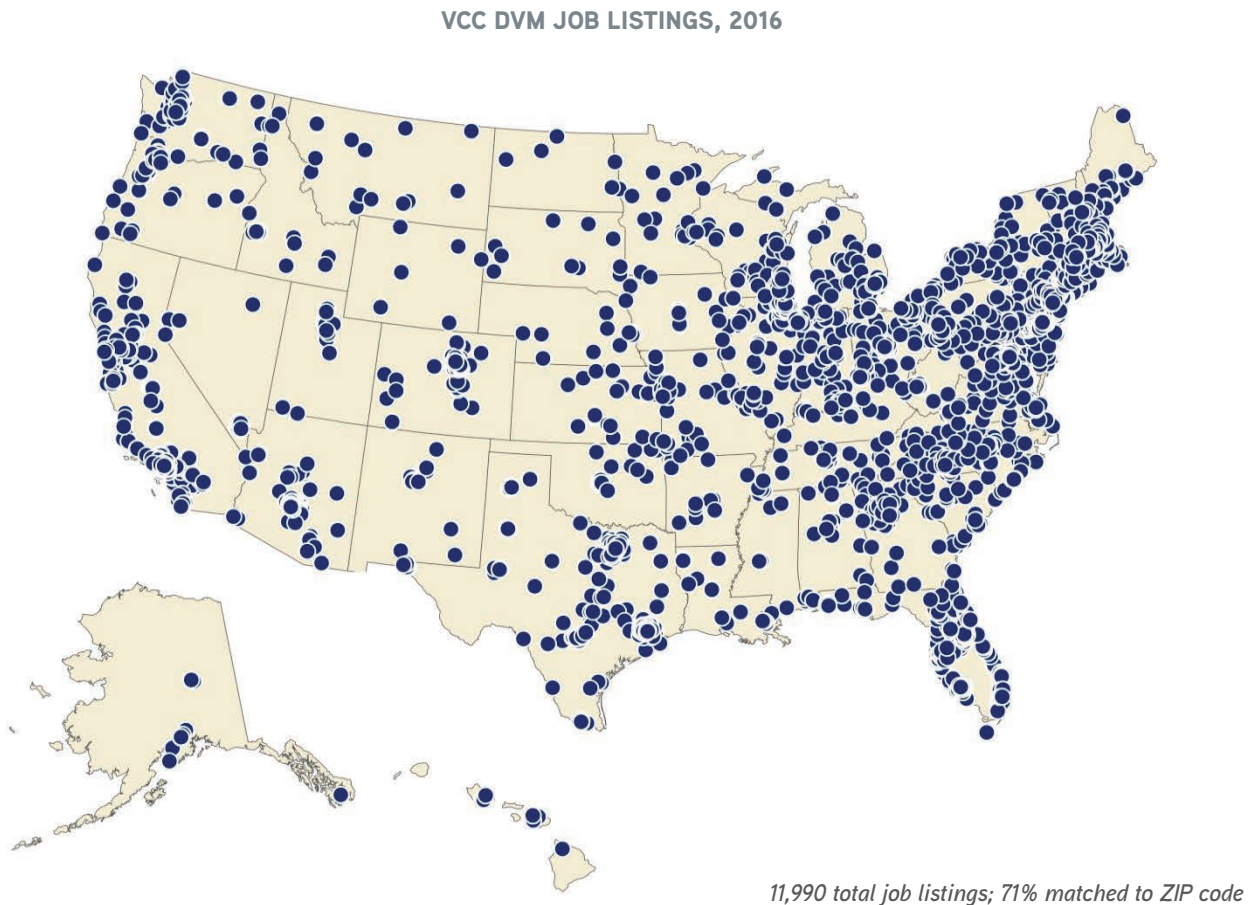 VCC DVM JOB LISTINGS, 2016
11,990 total job listings; 71% matched to ZIP code